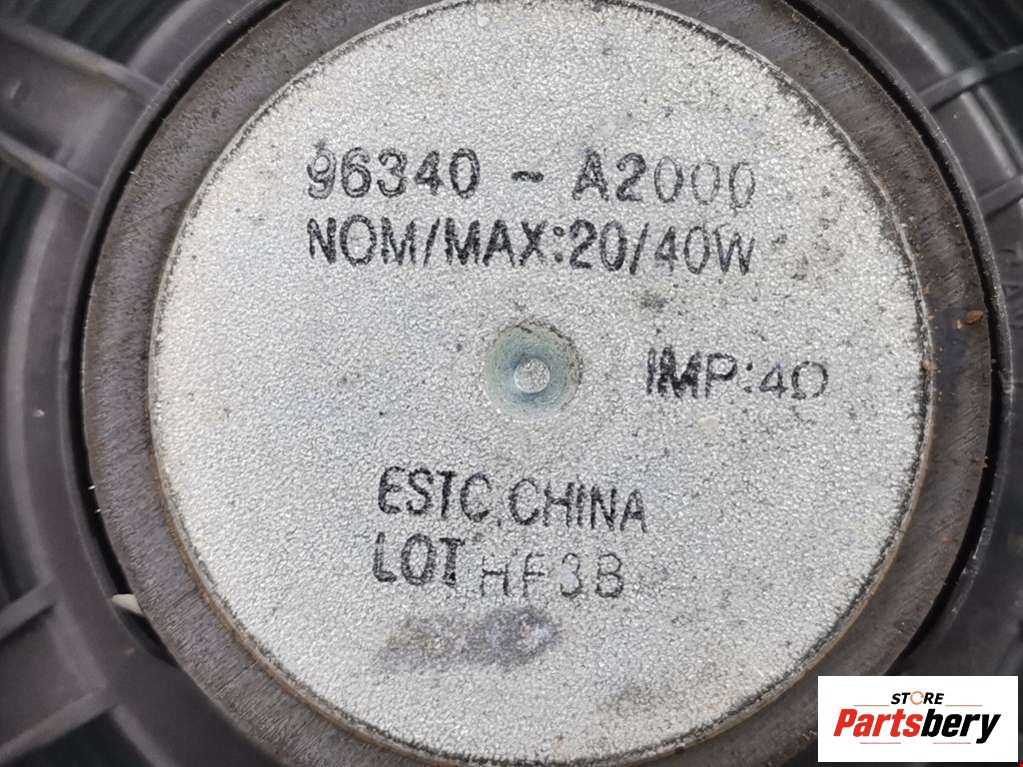 96340 - A2000
NOM/MAX:20/40W
IMP:4Ω
ESTC,CHINA
LOT HF3B
STORE
Partsbery